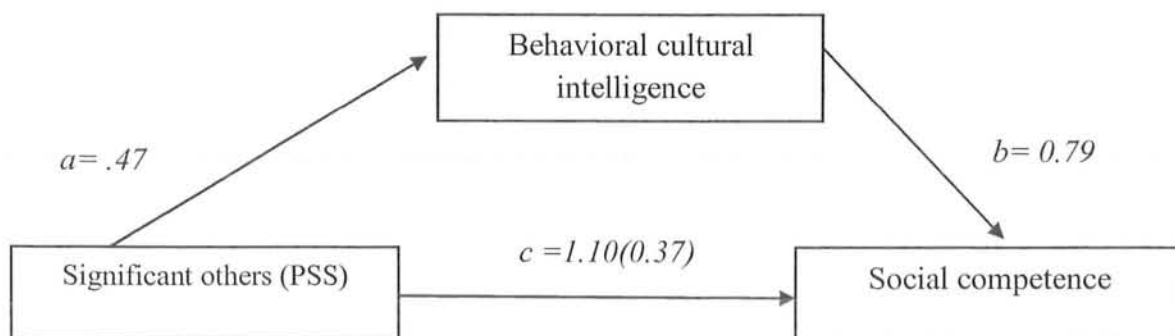 Behavioral cultural
intelligence
a= .47
b= 0.79
c =1.10(0.37)
Significant others (PSS)
Social competence